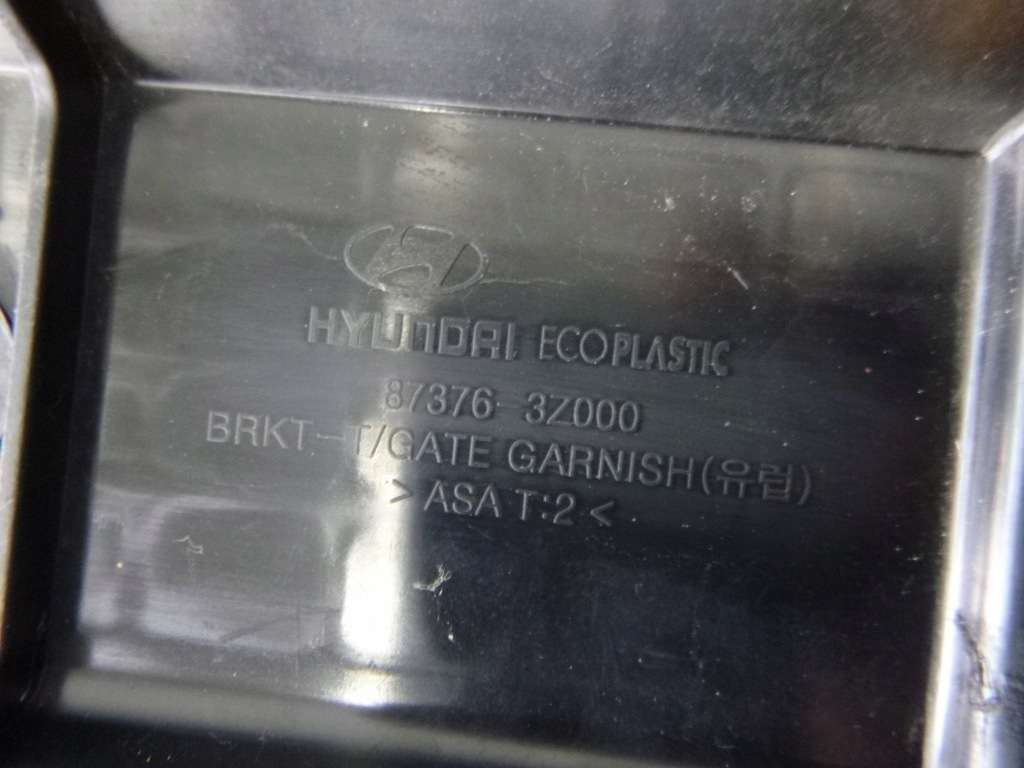 HYUNDAI ECOPLASTIC
87376-3Z000
BRKT-T/GATE GARNISH(유럽)
>ASA T:2<